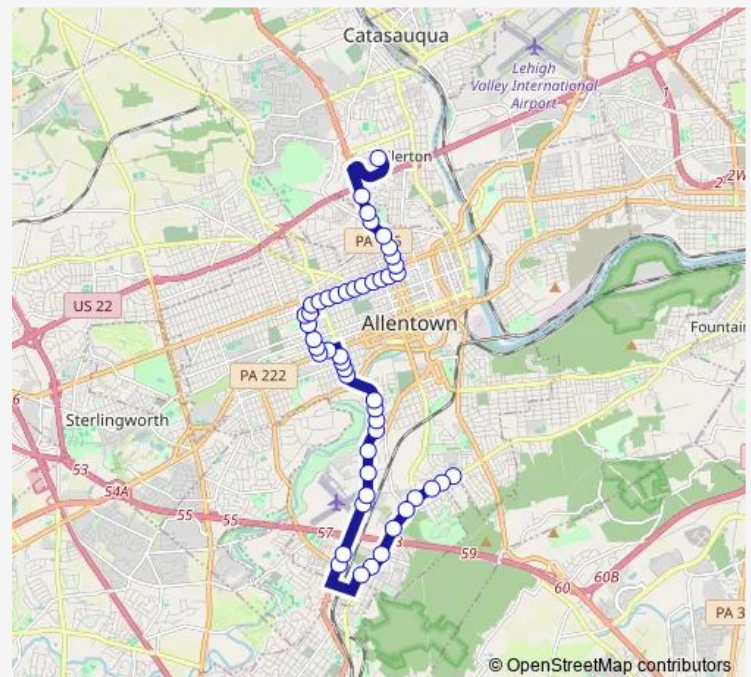 Catasauqua
Lehigh
Valley International
Airport
1
llerton
2
2W
PA
US 22
Allentown
Fountain
PA 222
6
Sterlingworth
53
54A
55
55
57
59
60B
60
PA 3
© OpenStreetMap contributors